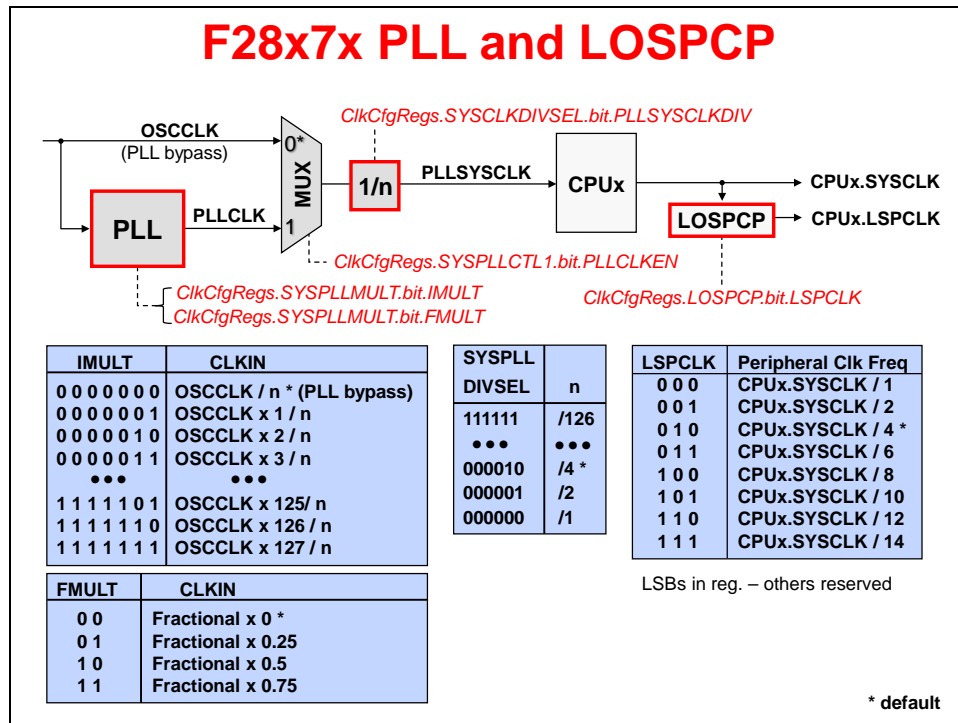 F28x7x PLL and LOSPCP
ClkCfgRegs.SYSCLKDIVSEL.bit.PLLSYSCLKDIV
OSCCLK
(PLL bypass)
0*
MUX
1
1/n
PLLSYSCLK
CPUx
CPUx.SYSCLK
PLL
PLLCLK
LOSPCP
CPUx.LSPCLK
ClkCfgRegs.SYSPLLCTL1.bit.PLLCLKEN
ClkCfgRegs.SYSPLLMULT.bit.IMULT
ClkCfgRegs.SYSPLLMULT.bit.FMULT
ClkCfgRegs.LOSPCP.bit.LSPCLK
IMULT CLKIN
0 0 0 0 0 0 0 OSCCLK / n * (PLL bypass)
0 0 0 0 0 0 1 OSCCLK x 1 / n
0 0 0 0 0 1 0 OSCCLK x 2 / n
0 0 0 0 0 1 1 OSCCLK x 3 / n
●●● ●●●
1 1 1 1 1 0 1 OSCCLK x 125/ n
1 1 1 1 1 1 0 OSCCLK x 126 / n
1 1 1 1 1 1 1 OSCCLK x 127 / n
SYSPLL
DIVSEL n
111111 /126
●●● ●●●
000010 /4 *
000001 /2
000000 /1
LSPCLK Peripheral Clk Freq
0 0 0 CPUx.SYSCLK / 1
0 0 1 CPUx.SYSCLK / 2
0 1 0 CPUx.SYSCLK / 4 *
0 1 1 CPUx.SYSCLK / 6
1 0 0 CPUx.SYSCLK / 8
1 0 1 CPUx.SYSCLK / 10
1 1 0 CPUx.SYSCLK / 12
1 1 1 CPUx.SYSCLK / 14
LSBs in reg. – others reserved
FMULT CLKIN
0 0 Fractional x 0 *
0 1 Fractional x 0.25
1 0 Fractional x 0.5
1 1 Fractional x 0.75
* default